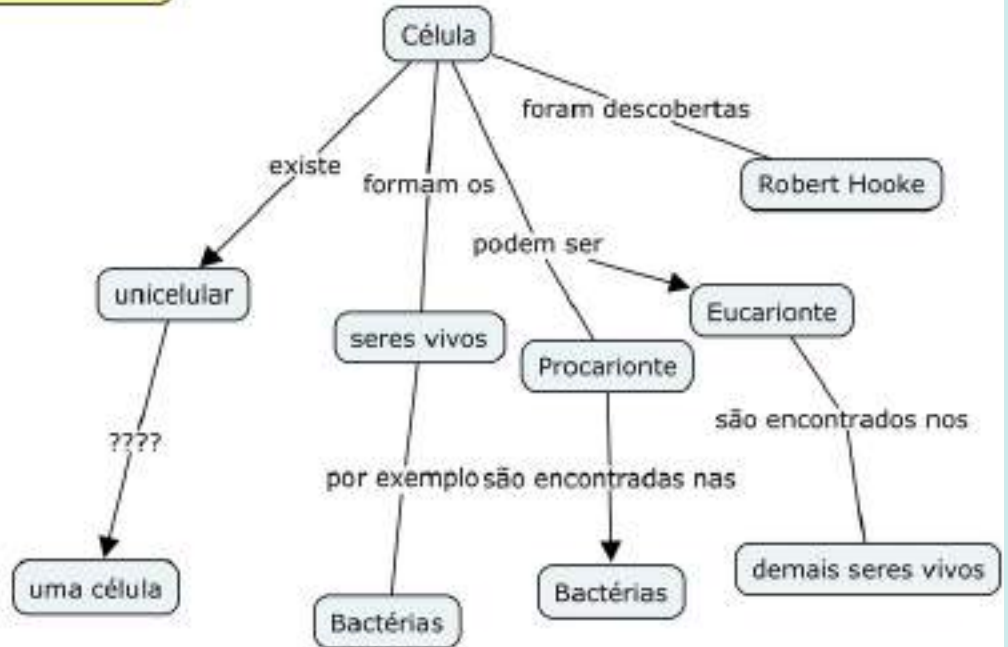 Célula
foram descobertas
existe
formam os
Robert Hooke
podem ser
unicelular
Eucarionte
seres vivos
Procarionte
são encontrados nos
????
por exemplo
são encontradas nas
uma célula
Bactérias
Bactérias
demais seres vivos